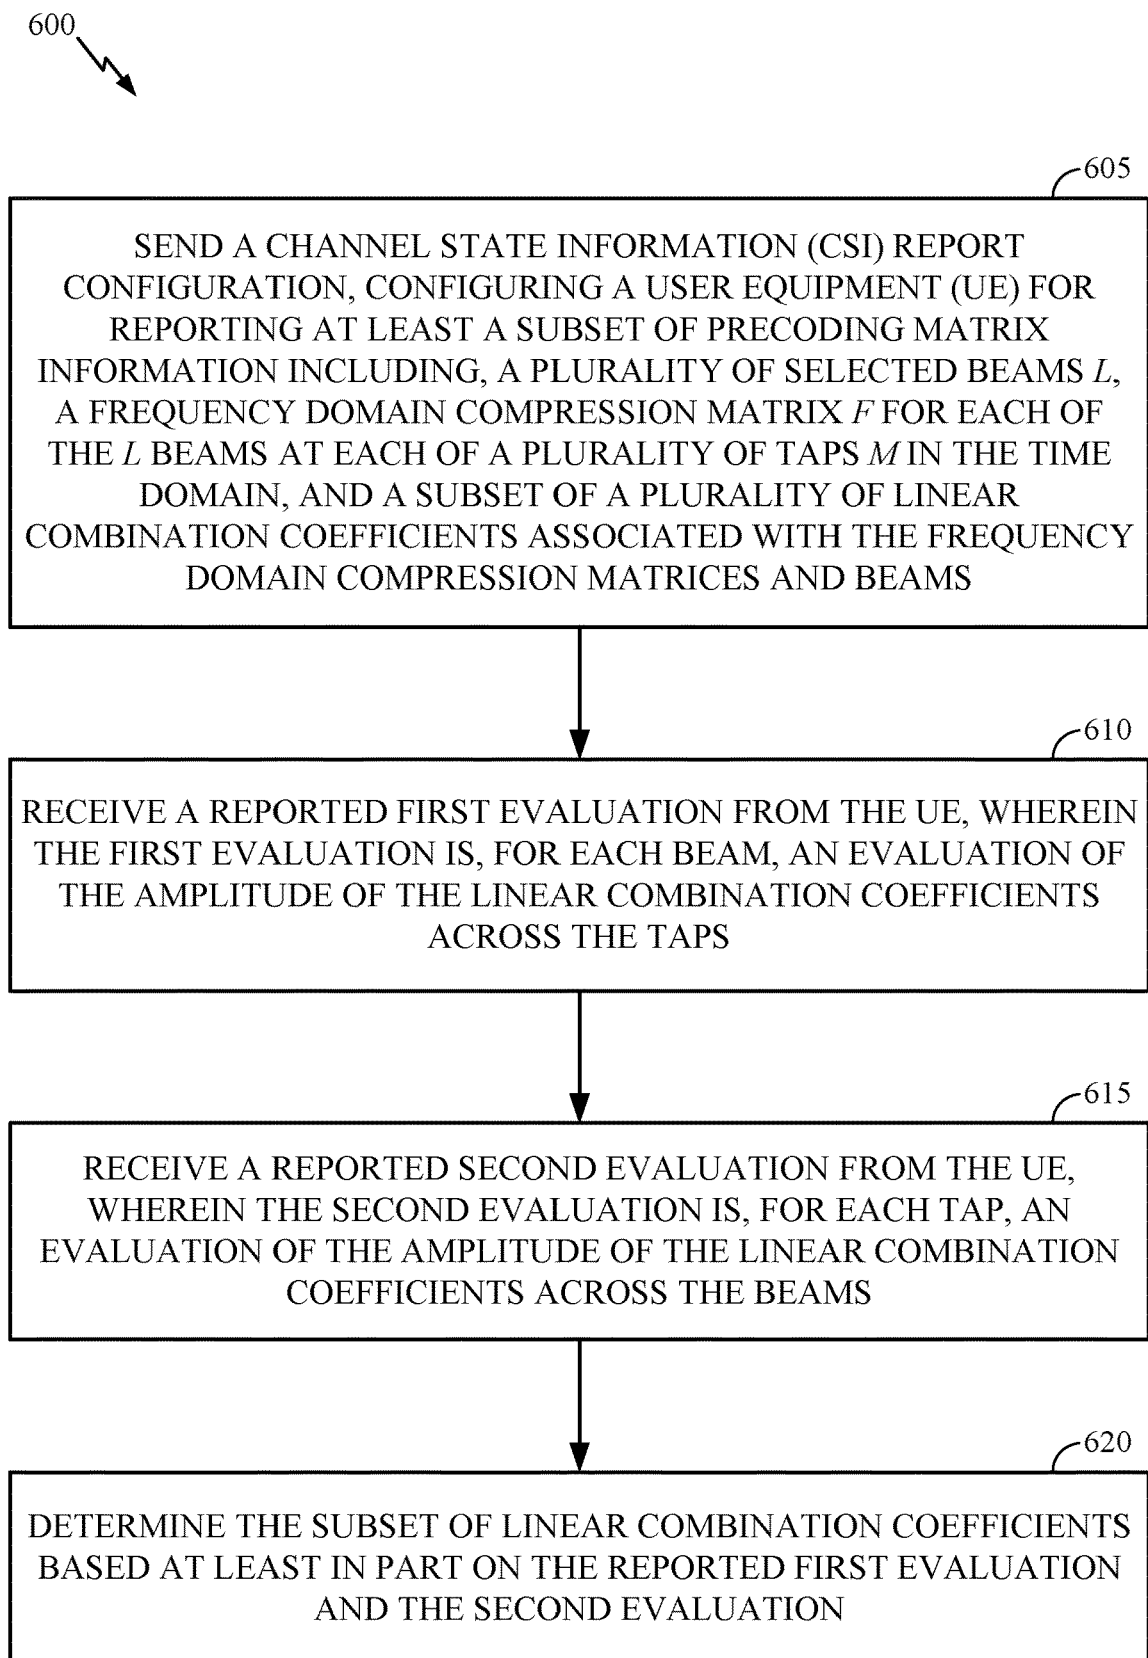 600
605
SEND A CHANNEL STATE INFORMATION (CSI) REPORT
CONFIGURATION, CONFIGURING A USER EQUIPMENT (UE) FOR
REPORTING AT LEAST A SUBSET OF PRECODING MATRIX
INFORMATION INCLUDING, A PLURALITY OF SELECTED BEAMS L,
A FREQUENCY DOMAIN COMPRESSION MATRIX F FOR EACH OF
THE L BEAMS AT EACH OF A PLURALITY OF TAPS M IN THE TIME
DOMAIN, AND A SUBSET OF A PLURALITY OF LINEAR
COMBINATION COEFFICIENTS ASSOCIATED WITH THE FREQUENCY
DOMAIN COMPRESSION MATRICES AND BEAMS
610
RECEIVE A REPORTED FIRST EVALUATION FROM THE UE, WHEREIN
THE FIRST EVALUATION IS, FOR EACH BEAM, AN EVALUATION OF
THE AMPLITUDE OF THE LINEAR COMBINATION COEFFICIENTS
ACROSS THE TAPS
615
RECEIVE A REPORTED SECOND EVALUATION FROM THE UE,
WHEREIN THE SECOND EVALUATION IS, FOR EACH TAP, AN
EVALUATION OF THE AMPLITUDE OF THE LINEAR COMBINATION
COEFFICIENTS ACROSS THE BEAMS
620
DETERMINE THE SUBSET OF LINEAR COMBINATION COEFFICIENTS
BASED AT LEAST IN PART ON THE REPORTED FIRST EVALUATION
AND THE SECOND EVALUATION